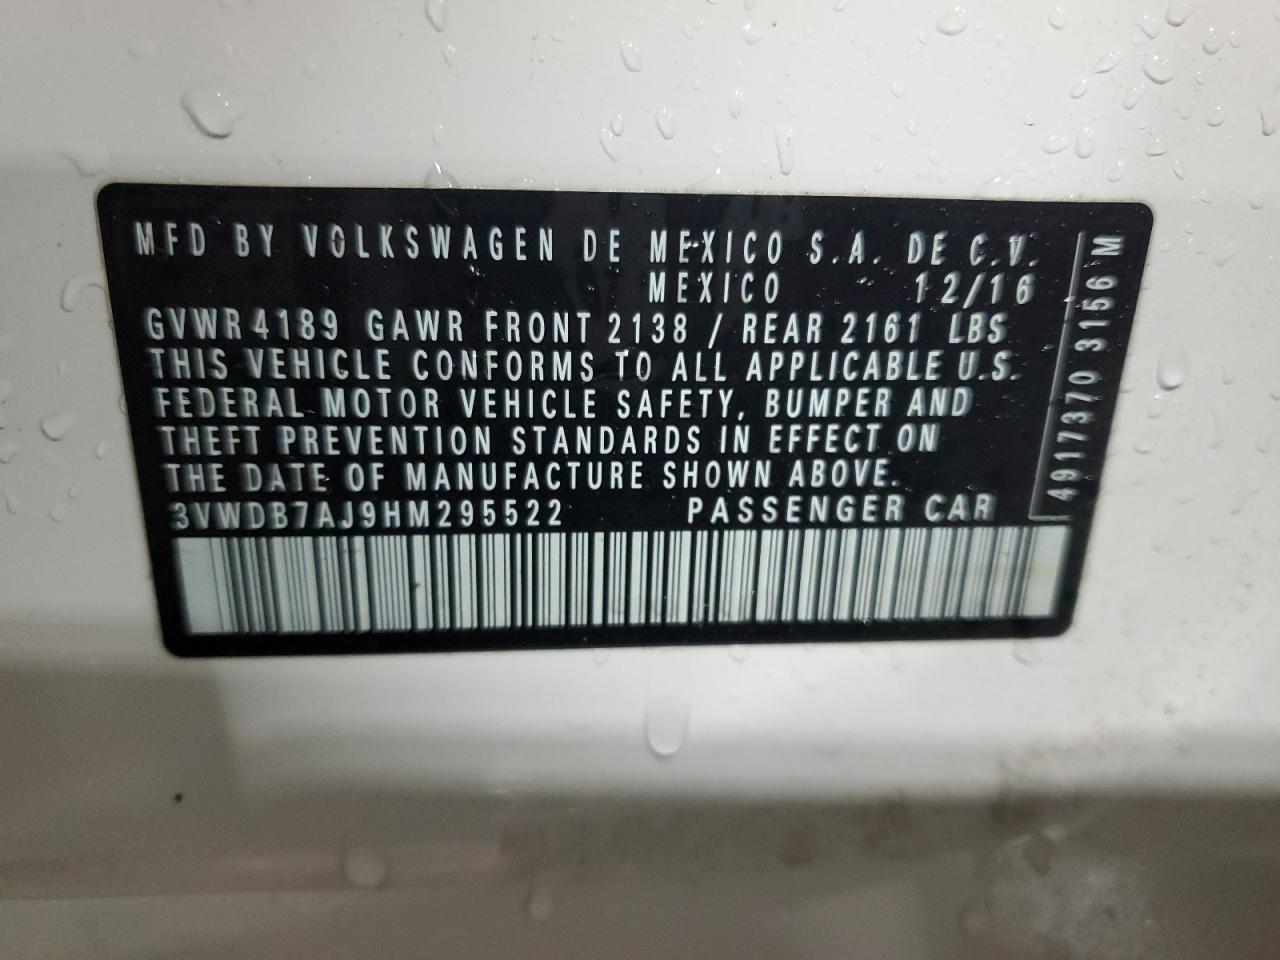 MFD BY VOLKSWAGEN DE MEXICO S.A. DE C.V.
MEXICO 12/16
GVWR 4189 GAWR FRONT 2138 / REAR 2161 LBS
THIS VEHICLE CONFORMS TO ALL APPLICABLE U.S.
FEDERAL MOTOR VEHICLE SAFETY, BUMPER AND
THEFT PREVENTION STANDARDS IN EFFECT ON
THE DATE OF MANUFACTURE SHOWN ABOVE.
3VWDB7AJ9HM295522 PASSENGER CAR
4917370 3156 M